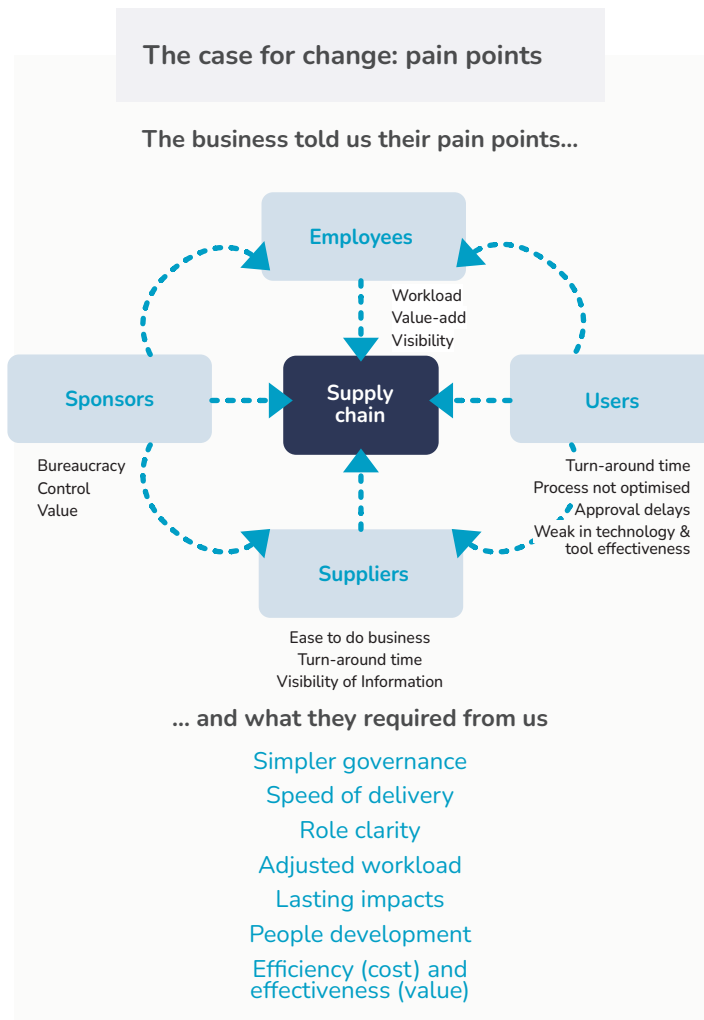 The case for change: pain points
The business told us their pain points...
Employees
Workload
Value-add
Visibility
Sponsors
Supply
chain
Users
Bureaucracy
Control
Value
Turn-around time
Process not optimised
Approval delays
Weak in technology &
tool effectiveness
Suppliers
Ease to do business
Turn-around time
Visibility of Information
... and what they required from us
Simpler governance
Speed of delivery
Role clarity
Adjusted workload
Lasting impacts
People development
Efficiency (cost) and
effectiveness (value)